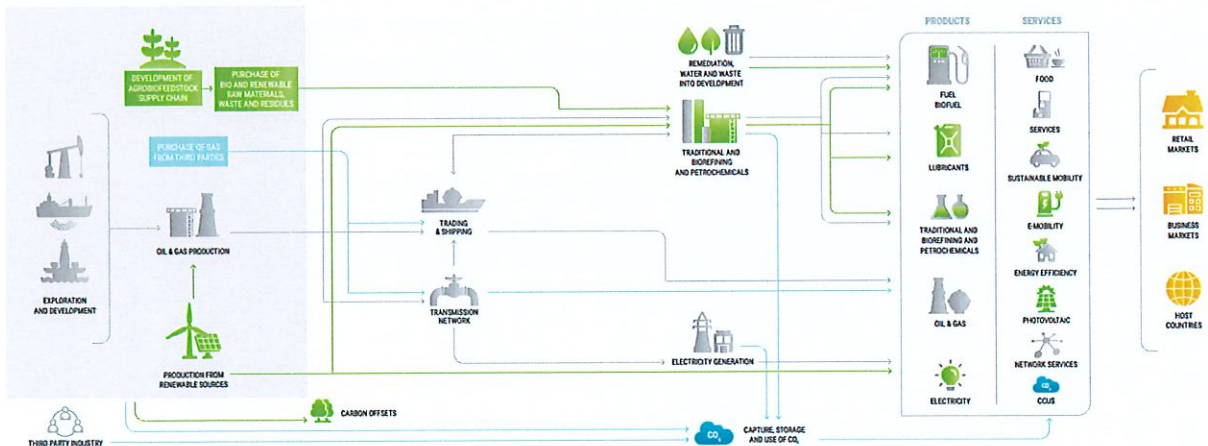 PRODUCTS
SERVICES
DEVELOPMENT OF
AGROBIOFEEDSTOCK
SUPPLY CHAIN
PURCHASE OF
BIO AND RENEWABLE
RAW MATERIALS,
WASTE AND RESIDUES
REMEDIATION,
WATER AND WASTE
INTO DEVELOPMENT
PURCHASE OF GAS
FROM THIRD PARTIES
TRADITIONAL AND
BIOREFINING
AND PETROCHEMICALS
OIL & GAS PRODUCTION
TRADING
& SHIPPING
EXPLORATION
AND DEVELOPMENT
TRANSMISSION
NETWORK
ELECTRICITY GENERATION
PRODUCTION FROM
RENEWABLE SOURCES
CARBON OFFSETS
THIRD PARTY INDUSTRY
CO₂
CAPTURE, STORAGE
AND USE OF CO₂
FUEL
BIOFUEL
LUBRICANTS
TRADITIONAL AND
BIOREFINING AND
PETROCHEMICALS
OIL & GAS
ELECTRICITY
FOOD
SERVICES
SUSTAINABLE MOBILITY
E-MOBILITY
ENERGY EFFICIENCY
PHOTOVOLTAIC
NETWORK SERVICES
CO₂
CCUS
RETAIL
MARKETS
BUSINESS
MARKETS
HOST
COUNTRIES